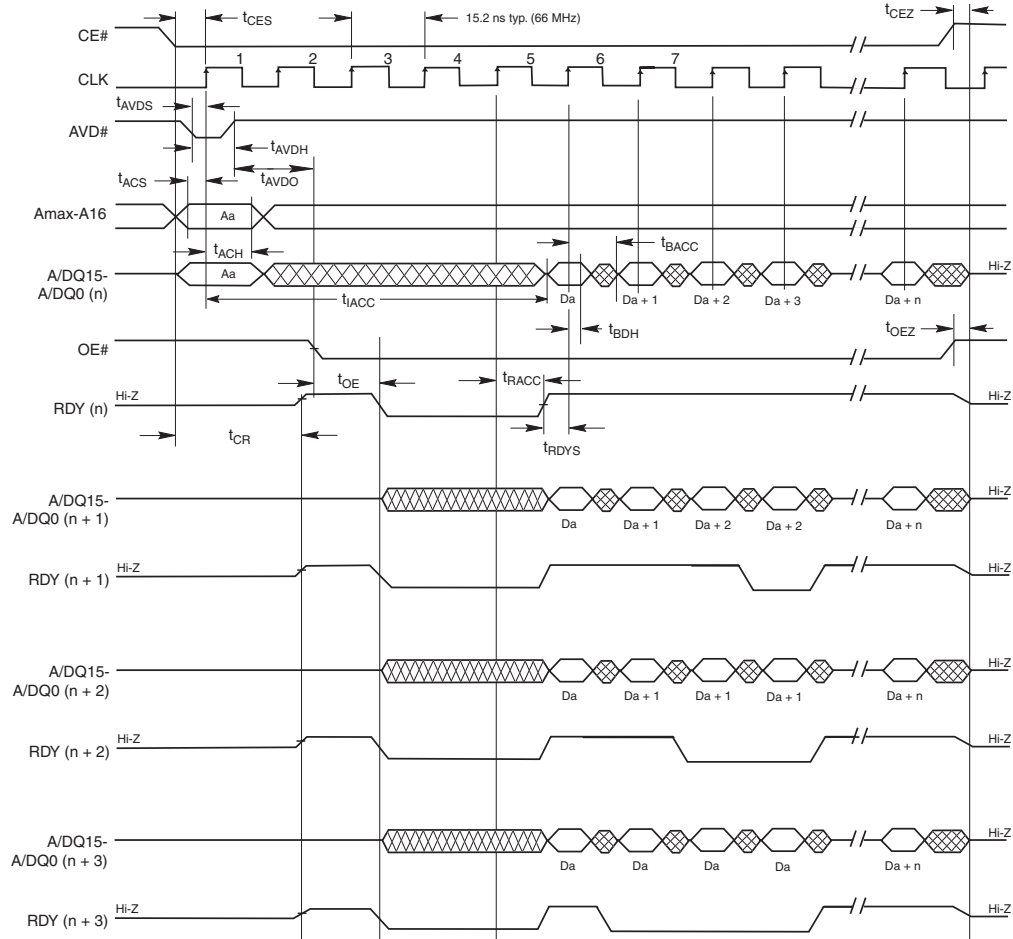 tCES
15.2 ns typ. (66 MHz)
tCEZ
CE#
1 2 3 4 5 6 7
CLK
tAVDS
AVD#
tAVDH
tAVDO
tACS
Amax-A16
Aa
tACH
tBACC
A/DQ15-
A/DQ0 (n)
Aa
Hi-Z
tIACC
Da
Da + 1
Da + 2
Da + 3
Da + n
tBDH
tOEZ
OE#
tOE
tRACC
RDY (n)
Hi-Z
Hi-Z
tCR
tRDYS
A/DQ15-
A/DQ0 (n + 1)
Hi-Z
Da
Da + 1
Da + 2
Da + 2
Da + n
RDY (n + 1)
Hi-Z
Hi-Z
A/DQ15-
A/DQ0 (n + 2)
Hi-Z
Da
Da + 1
Da + 1
Da + 1
Da + n
RDY (n + 2)
Hi-Z
Hi-Z
A/DQ15-
A/DQ0 (n + 3)
Hi-Z
Da
Da
Da
Da
Da + n
RDY (n + 3)
Hi-Z
Hi-Z